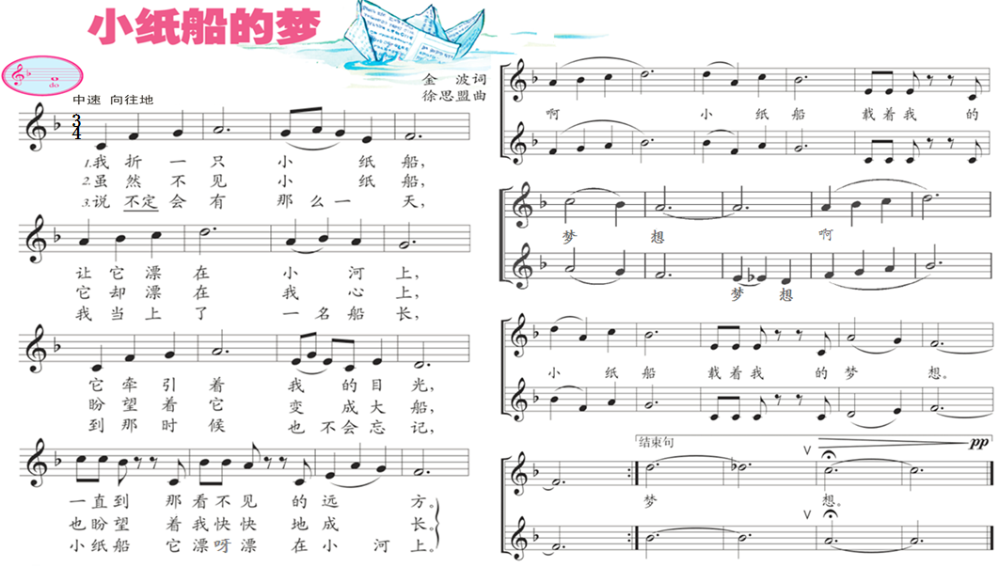 小纸船的梦
do
中速 向往地
金 波词
徐思盟曲
3
4
1.我 折 一 只 小 纸 船,
2.虽 然 不 见 小 纸 船,
3.说 不定 会 有 那 么 一 天,
让 它 漂 在 小 河 上,
它 却 漂 在 我 心 上,
我 当 上 了 一 名 船 长,
它 牵 引 着 我 的 目 光,
盼 望 着 它 变 成 大 船,
到 那 时 候 也 不 会 忘 记,
一 直 到 那 看 不 见 的 远 方。
也 盼 望 着 我 快 快 地 成 长。
小 纸 船 它 漂 呀 漂 在 小 河 上。
啊 小 纸 船 载 着 我 的
梦 想 啊
梦 想
小 纸 船 载 着 我 的 梦 想。
结束句
pp
梦 想。